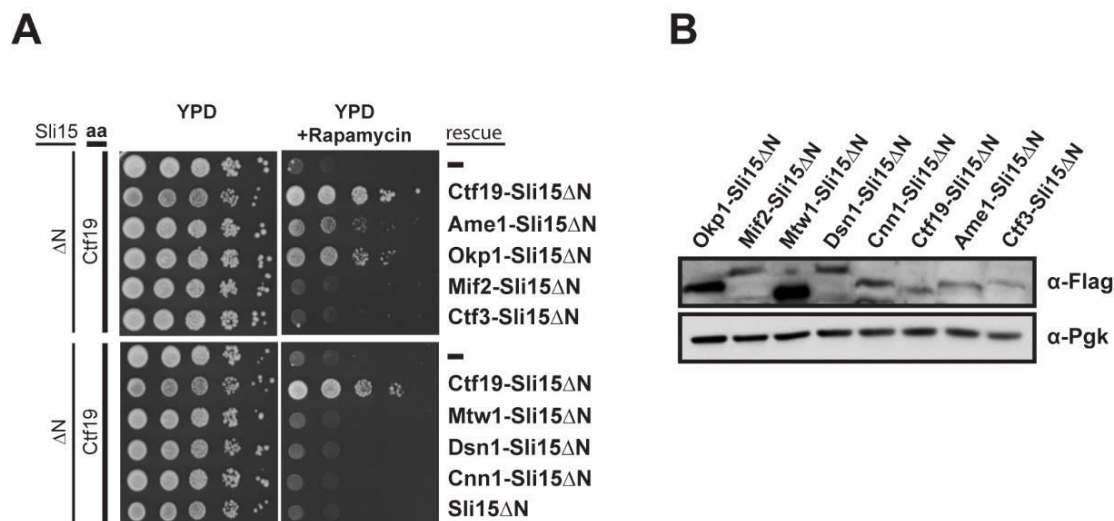 A
Sli15 aa
YPD
YPD
+Rapamycin
rescue
ΔN
Ctf19
–
Ctf19-Sli15ΔN
Ame1-Sli15ΔN
Okp1-Sli15ΔN
Mif2-Sli15ΔN
Ctf3-Sli15ΔN
ΔN
Ctf19
–
Ctf19-Sli15ΔN
Mtw1-Sli15ΔN
Dsn1-Sli15ΔN
Cnn1-Sli15ΔN
Sli15ΔN
B
Okp1-Sli15ΔN
Mif2-Sli15ΔN
Mtw1-Sli15ΔN
Dsn1-Sli15ΔN
Cnn1-Sli15ΔN
Ctf19-Sli15ΔN
Ame1-Sli15ΔN
Ctf3-Sli15ΔN
α-Flag
α-Pgk